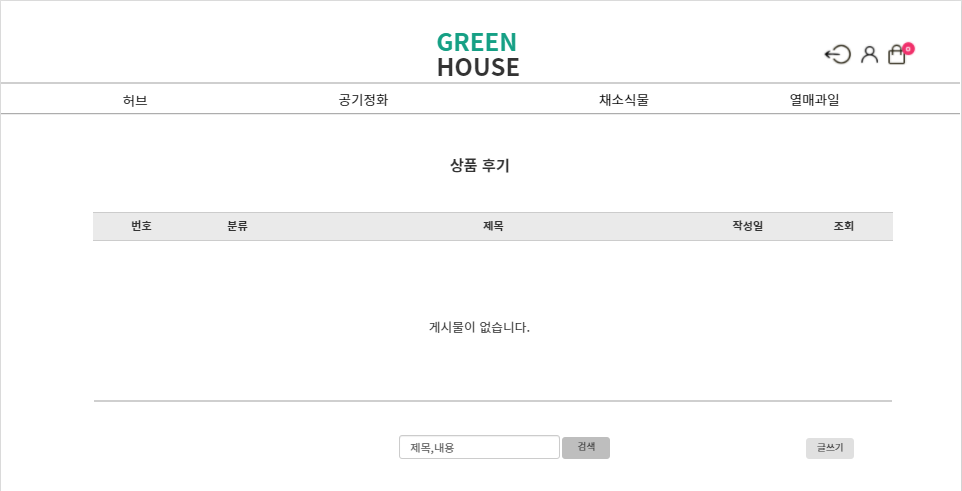 GREEN
HOUSE
0
허브 공기정화 채소식물 열매과일
상품 후기
번호 분류 제목 작성일 조회
게시물이 없습니다.
제목,내용 검색 글쓰기